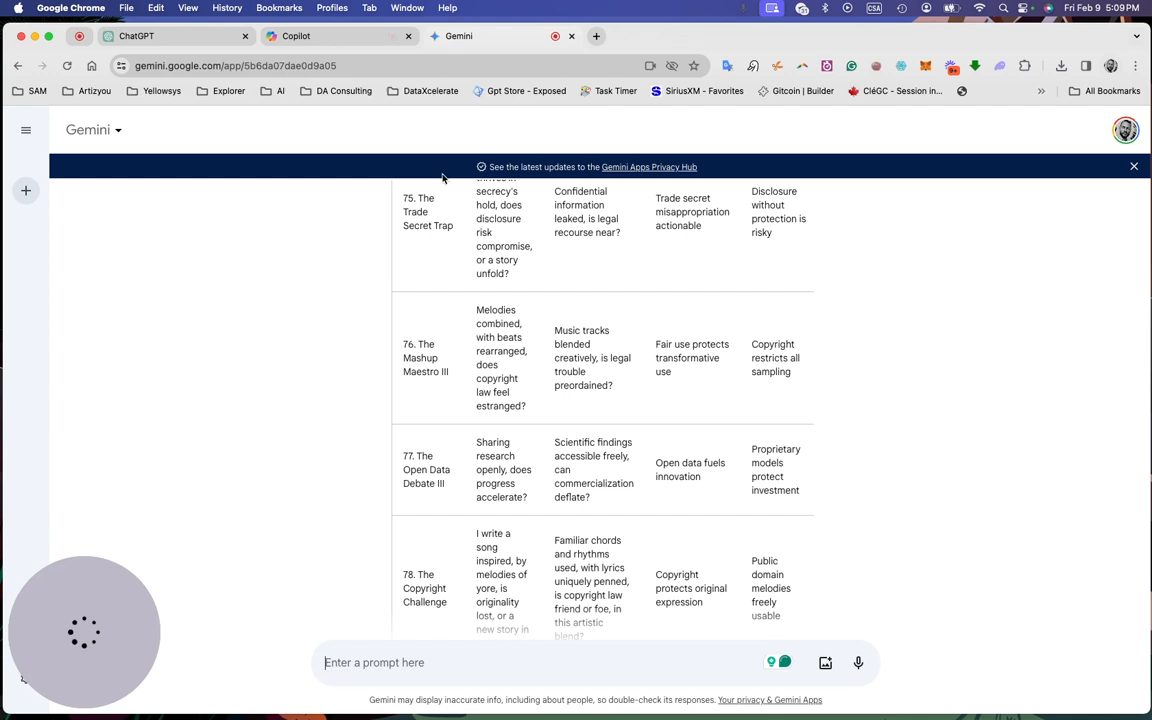 Google Chrome File Edit View History Bookmarks Profiles Tab Window Help CSA Fri Feb 9 5:09 PM
ChatGPT Copilot Gemini
gemini.google.com/app/5b6da07dae0d9a05 9+
SAM Artizyou Yellowsys Explorer AI DA Consulting DataXcelerate Gpt Store - Exposed Task Timer SiriusXM - Favorites Gitcoin | Builder CléGC - Session in... » All Bookmarks
Gemini
See the latest updates to the Gemini Apps Privacy Hub
75. The
Trade
Secret Trap
secrecy's
hold, does
disclosure
risk
compromise,
or a story
unfold?
Confidential
information
leaked, is legal
recourse near?
Trade secret
misappropriation
actionable
Disclosure
without
protection is
risky
76. The
Mashup
Maestro III
Melodies
combined,
with beats
rearranged,
does
copyright
law feel
estranged?
Music tracks
blended
creatively, is legal
trouble
preordained?
Fair use protects
transformative
use
Copyright
restricts all
sampling
77. The
Open Data
Debate III
Sharing
research
openly, does
progress
accelerate?
Scientific findings
accessible freely,
can
commercialization
deflate?
Open data fuels
innovation
Proprietary
models
protect
investment
78. The
Copyright
Challenge
I write a
song
inspired, by
melodies of
yore, is
originality
lost, or a
new story in
Familiar chords
and rhythms
used, with lyrics
uniquely penned,
is copyright law
friend or foe, in
this artistic
blend?
Copyright
protects original
expression
Public
domain
melodies
freely
usable
Enter a prompt here
Gemini may display inaccurate info, including about people, so double-check its responses. Your privacy & Gemini Apps